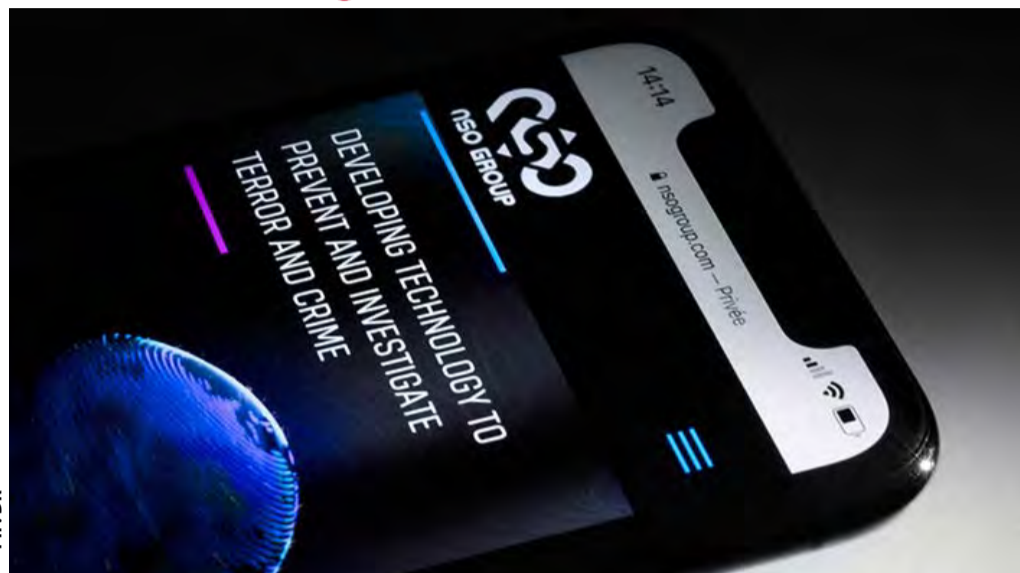 14:14
nsogroup.com — Privée
NSO GROUP
DEVELOPING TECHNOLOGY TO
PREVENT AND INVESTIGATE
TERROR AND CRIME